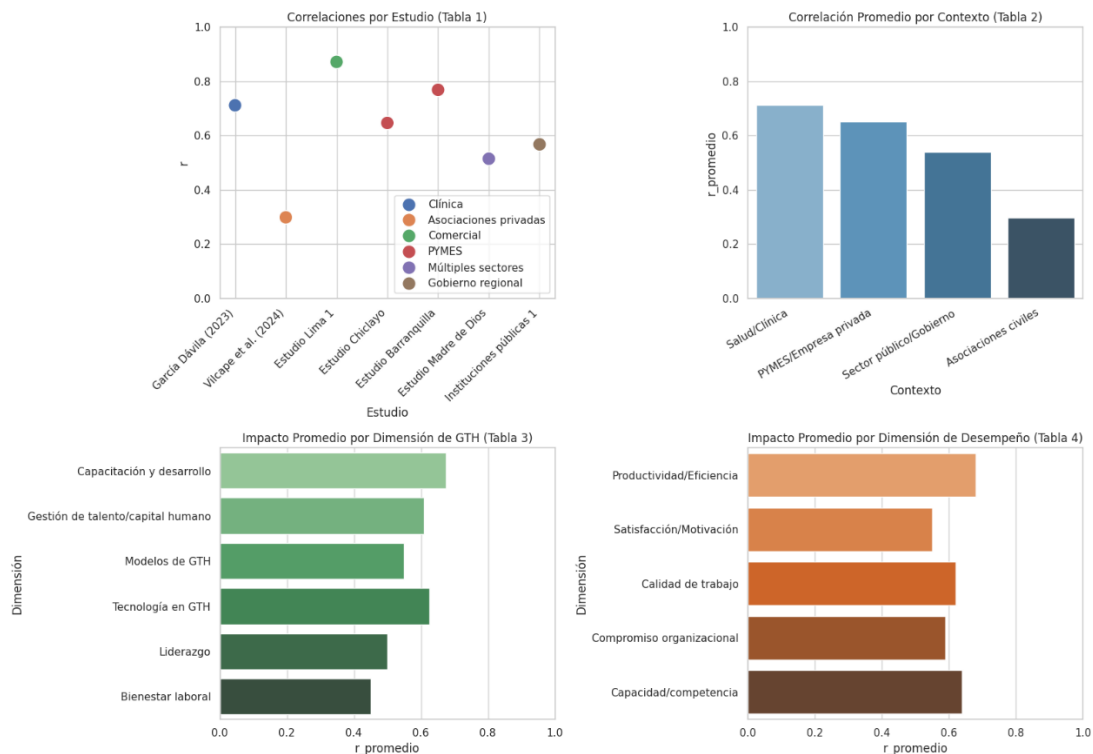 Correlaciones por Estudio (Tabla 1)
1.0
0.8
0.6
0.4
0.2
0.0
r
Clínica
Asociaciones privadas
Comercial
PYMES
Múltiples sectores
Gobierno regional
García Dávila (2023)
Vilcape et al. (2024)
Estudio Lima 1
Estudio Chiclayo
Estudio Barranquilla
Estudio Madre de Dios
Instituciones públicas 1
Estudio
Correlación Promedio por Contexto (Tabla 2)
1.0
0.8
0.6
0.4
0.2
0.0
r_promedio
Salud/Clínica
PYMES/Empresa privada
Sector público/Gobierno
Asociaciones civiles
Contexto
Impacto Promedio por Dimensión de GTH (Tabla 3)
Dimensión
Capacitación y desarrollo
Gestión de talento/capital humano
Modelos de GTH
Tecnología en GTH
Liderazgo
Bienestar laboral
0.0 0.2 0.4 0.6 0.8 1.0
r_promedio
Impacto Promedio por Dimensión de Desempeño (Tabla 4)
Dimensión
Productividad/Eficiencia
Satisfacción/Motivación
Calidad de trabajo
Compromiso organizacional
Capacidad/competencia
0.0 0.2 0.4 0.6 0.8 1.0
r_promedio